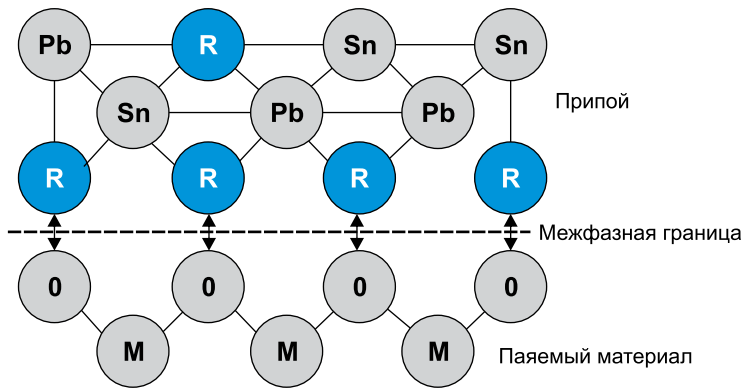 Pb R Sn Sn
Sn Pb Pb
Припой
R R R R
Межфазная граница
0 0 0 0
M M M
Паяемый материал